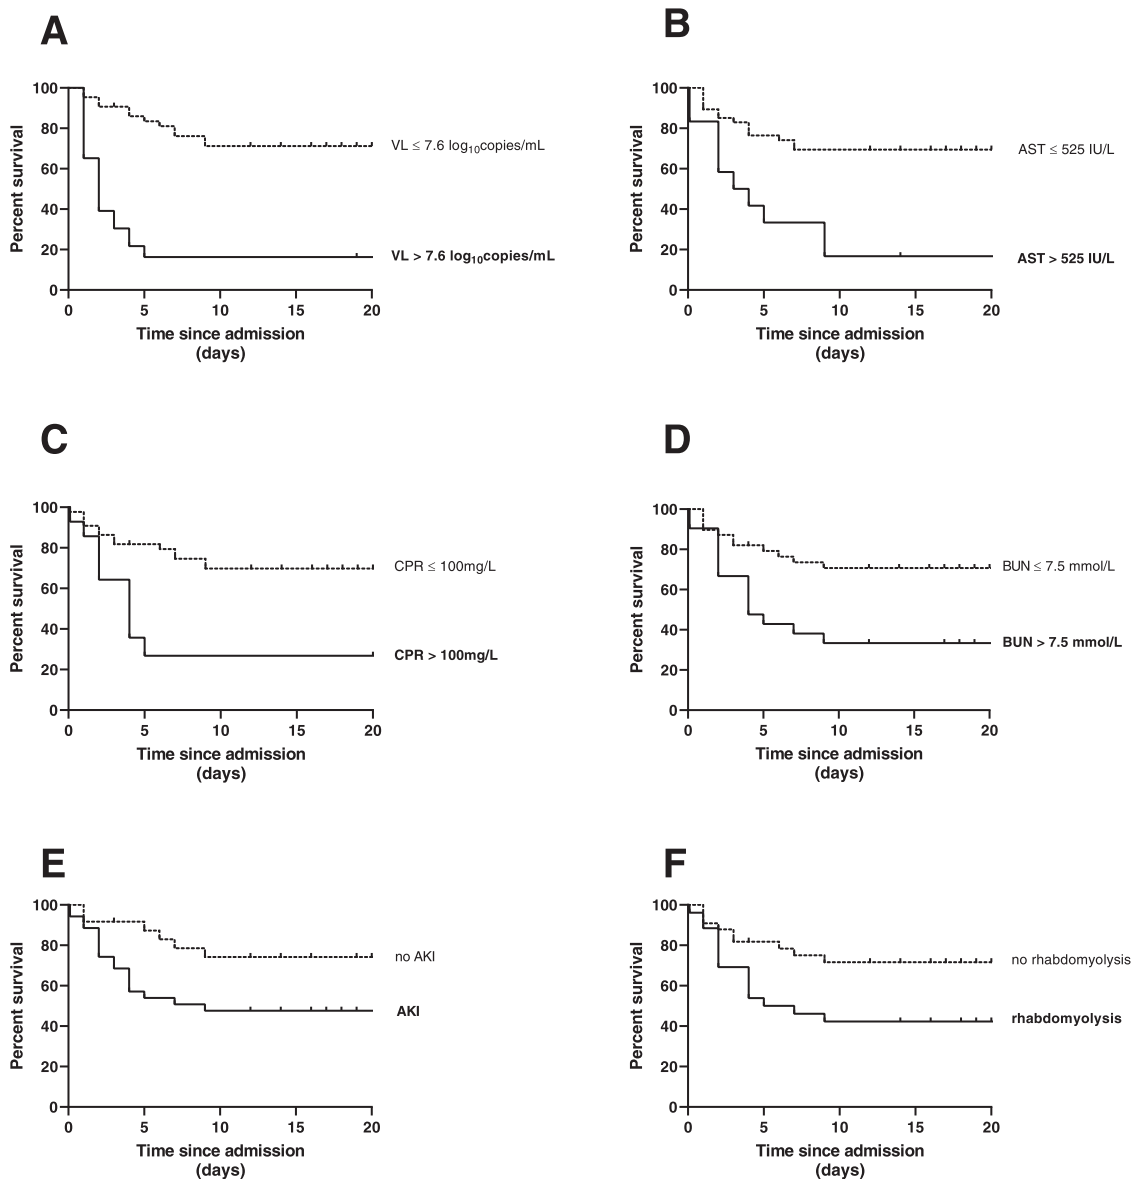 A
Percent survival
100
80
60
40
20
0
0 5 10 15 20
Time since admission
(days)
VL ≤ 7.6 log₁₀copies/mL
VL > 7.6 log₁₀copies/mL
B
Percent survival
100
80
60
40
20
0
0 5 10 15 20
Time since admission
(days)
AST ≤ 525 IU/L
AST > 525 IU/L
C
Percent survival
100
80
60
40
20
0
0 5 10 15 20
Time since admission
(days)
CPR ≤ 100mg/L
CPR > 100mg/L
D
Percent survival
100
80
60
40
20
0
0 5 10 15 20
Time since admission
(days)
BUN ≤ 7.5 mmol/L
BUN > 7.5 mmol/L
E
Percent survival
100
80
60
40
20
0
0 5 10 15 20
Time since admission
(days)
no AKI
AKI
F
Percent survival
100
80
60
40
20
0
0 5 10 15 20
Time since admission
(days)
no rhabdomyolysis
rhabdomyolysis